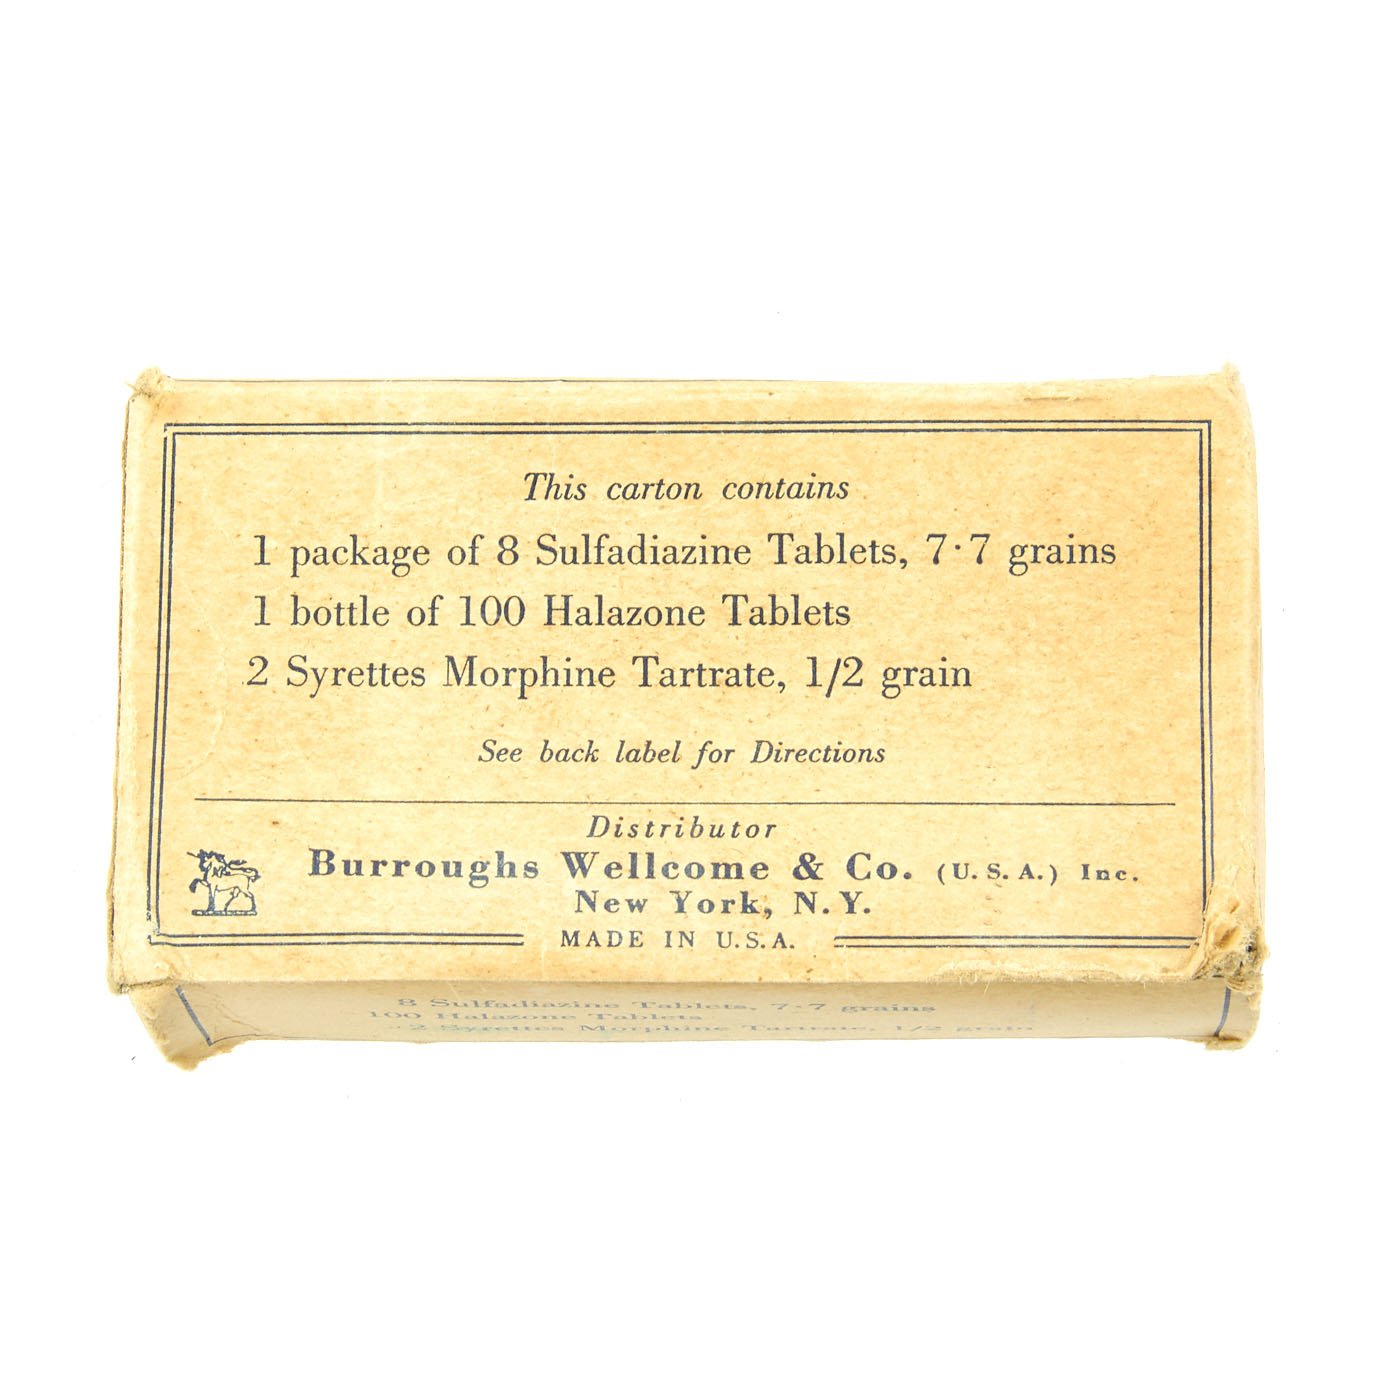 This carton contains
1 package of 8 Sulfadiazine Tablets, 7·7 grains
1 bottle of 100 Halazone Tablets
2 Syrettes Morphine Tartrate, 1/2 grain
See back label for Directions
Distributor
Burroughs Wellcome & Co. (U.S.A.) Inc.
New York, N.Y.
MADE IN U.S.A.
8 Sulfadiazine Tablets, 7·7 grains
100 Halazone Tablets
2 Syrettes Morphine Tartrate, 1/2 grain